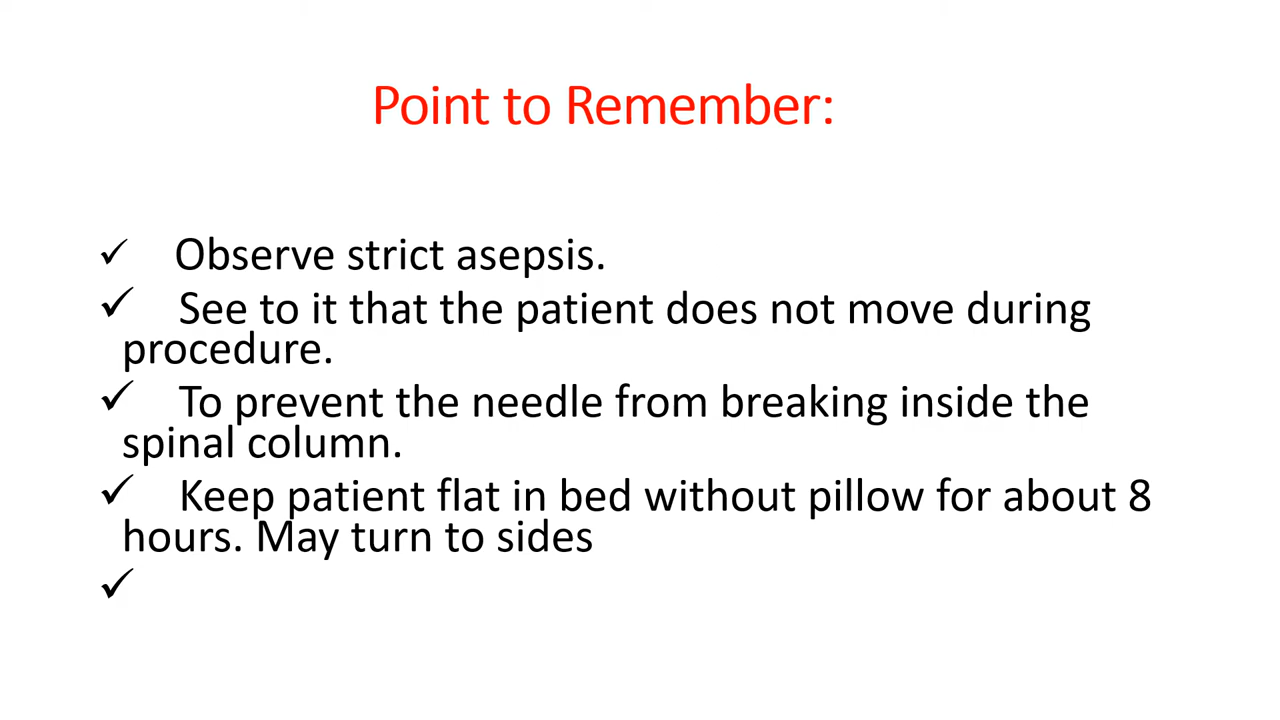 Point to Remember:
✓ Observe strict asepsis.
✓ See to it that the patient does not move during
procedure.
✓ To prevent the needle from breaking inside the
spinal column.
✓ Keep patient flat in bed without pillow for about 8
hours. May turn to sides
✓